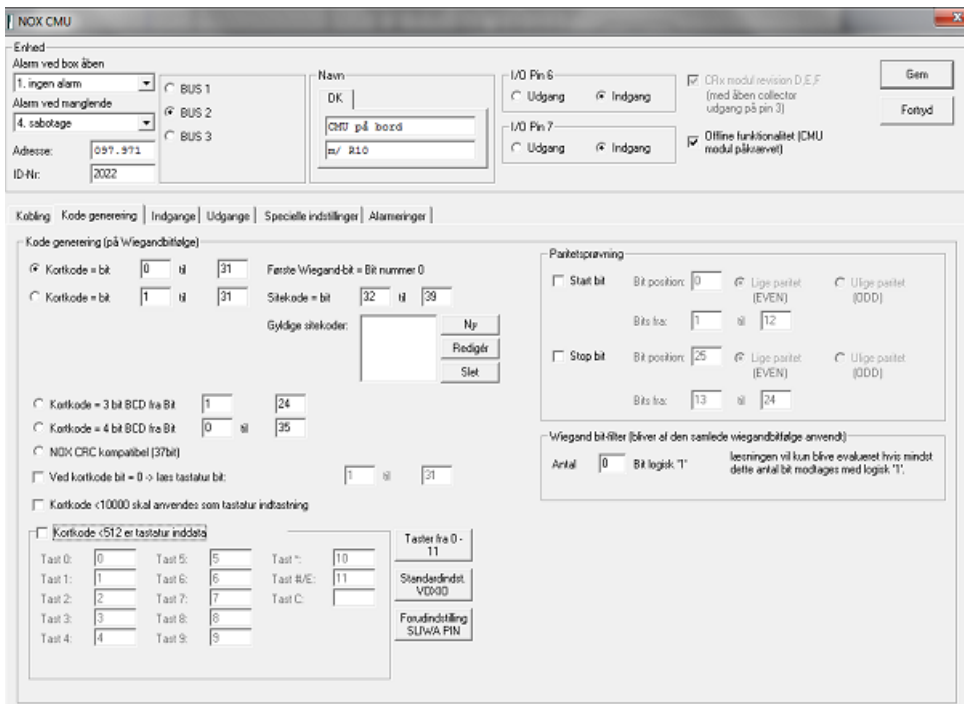 NOX CMU
Enhed
Alarm ved box åben
1. ingen alarm
Alarm ved manglende
4. sabotage
Adresse: 097.971
ID-Nr: 2022
BUS 1
BUS 2
BUS 3
Navn
DK
CMU på bord
m/ R10
I/O Pin 6
Udgang Indgang
I/O Pin 7
Udgang Indgang
CRx modul revision D,E,F
(med åben collector
udgang på pin 3)
Offline funktionalitet (CMU
modul påkrævet)
Gem
Fortyd
Kobling Kode generering Indgange Udgange Specielle indstillinger Alarmeringer
Kode generering (på Wiegandbitfølge)
Kortkode = bit 0 til 31 Første Wiegand-bit = Bit nummer 0
Kortkode = bit 1 til 31 Sitekode = bit 32 til 39
Gyldige sitekoder:
Ny
Redigér
Slet
Kortkode = 3 bit BCD fra Bit 1 24
Kortkode = 4 bit BCD fra Bit 0 til 35
NOX CRC kompatibel (37bit)
Ved kortkode bit = 0 -> læs tastatur bit: 1 til 31
Kortkode <10000 skal anvendes som tastatur indtastning
Kortkode <512 er tastatur inddata
Tast 0: 0 Tast 5: 5 Tast *: 10
Tast 1: 1 Tast 6: 6 Tast #/E: 11
Tast 2: 2 Tast 7: 7 Tast C:
Tast 3: 3 Tast 8: 8
Tast 4: 4 Tast 9: 9
Taster fra 0 -
11
Standardindst.
VOXIO
Forudindstilling
SLIWA PIN
Paritetsprøvning
Start bit Bit position: 0 Lige paritet Ulige paritet
(EVEN) (ODD)
Bits fra: 1 til 12
Stop bit Bit position: 25 Lige paritet Ulige paritet
(EVEN) (ODD)
Bits fra: 13 til 24
Wiegand bit-filter (bliver af den samlede wiegandbitfølge anvendt)
Antal 0 Bit logisk '1'
læsningen vil kun blive evalueret hvis mindst
dette antal bit modtages med logisk '1'.